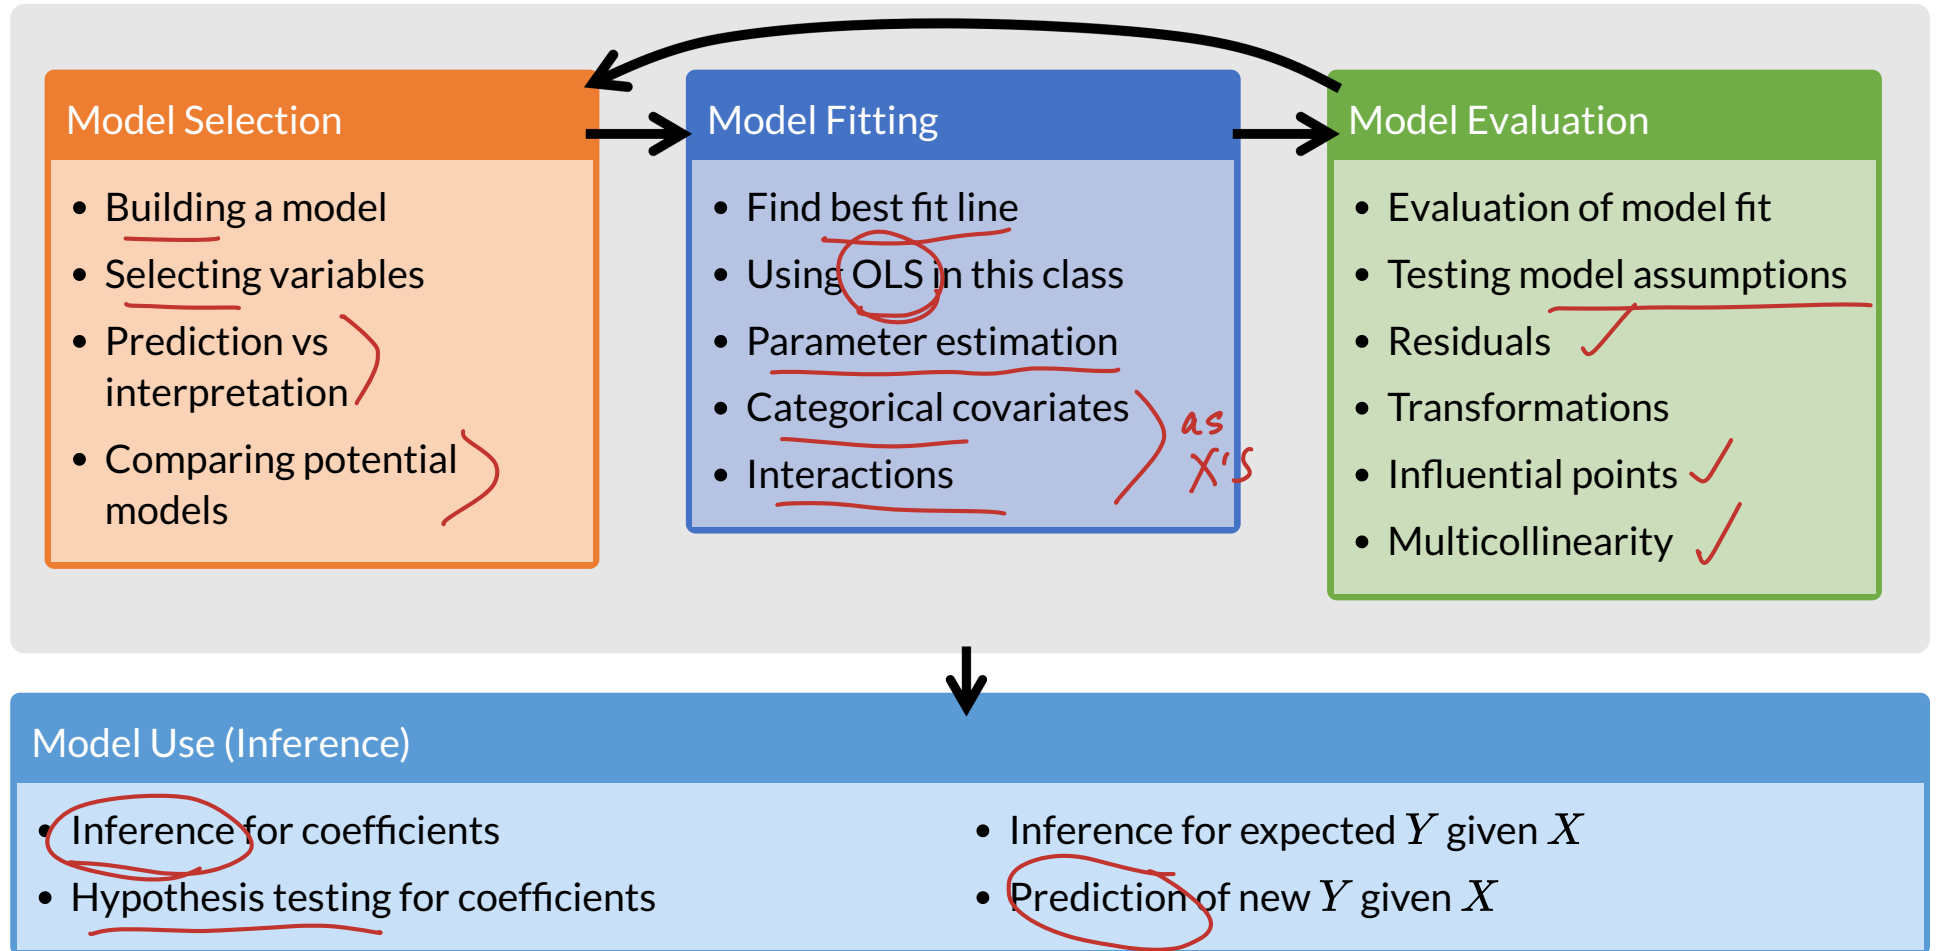 Model Selection
• Building a model
• Selecting variables
• Prediction vs
interpretation
• Comparing potential
models
Model Fitting
• Find best fit line
• Using OLS in this class
• Parameter estimation
• Categorical covariates
• Interactions
as
X's
Model Evaluation
• Evaluation of model fit
• Testing model assumptions
• Residuals
• Transformations
• Influential points
• Multicollinearity
Model Use (Inference)
• Inference for coefficients
• Hypothesis testing for coefficients
• Inference for expected Y given X
• Prediction of new Y given X